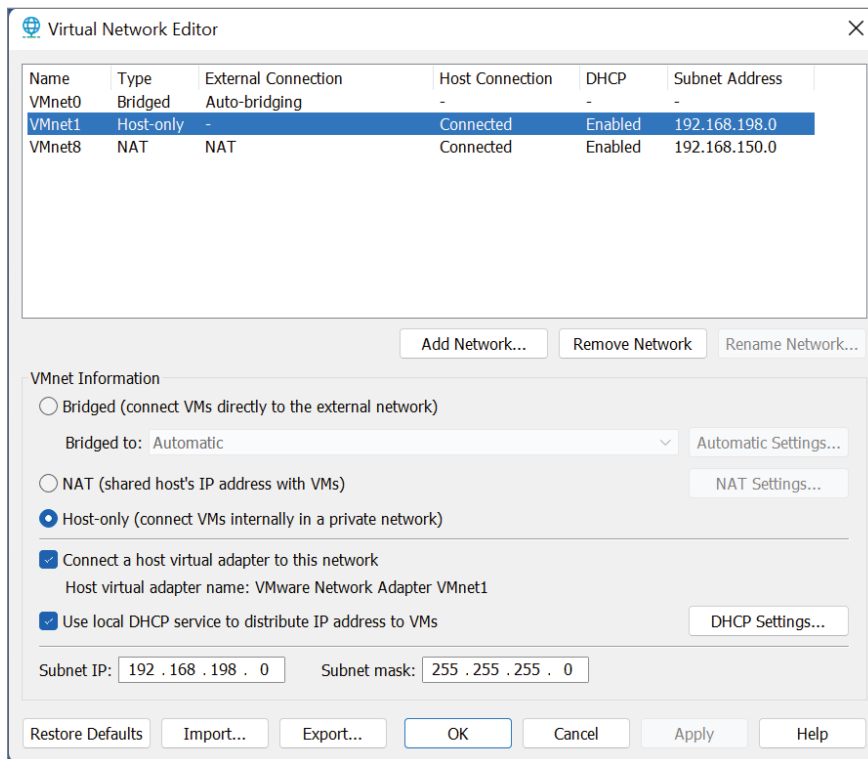 Virtual Network Editor
Name Type External Connection Host Connection DHCP Subnet Address
VMnet0 Bridged Auto-bridging - - -
VMnet1 Host-only - Connected Enabled 192.168.198.0
VMnet8 NAT NAT Connected Enabled 192.168.150.0
Add Network... Remove Network Rename Network...
VMnet Information
Bridged (connect VMs directly to the external network)
Bridged to: Automatic Automatic Settings...
NAT (shared host's IP address with VMs) NAT Settings...
Host-only (connect VMs internally in a private network)
Connect a host virtual adapter to this network
Host virtual adapter name: VMware Network Adapter VMnet1
Use local DHCP service to distribute IP address to VMs DHCP Settings...
Subnet IP: 192 . 168 . 198 . 0 Subnet mask: 255 . 255 . 255 . 0
Restore Defaults Import... Export... OK Cancel Apply Help